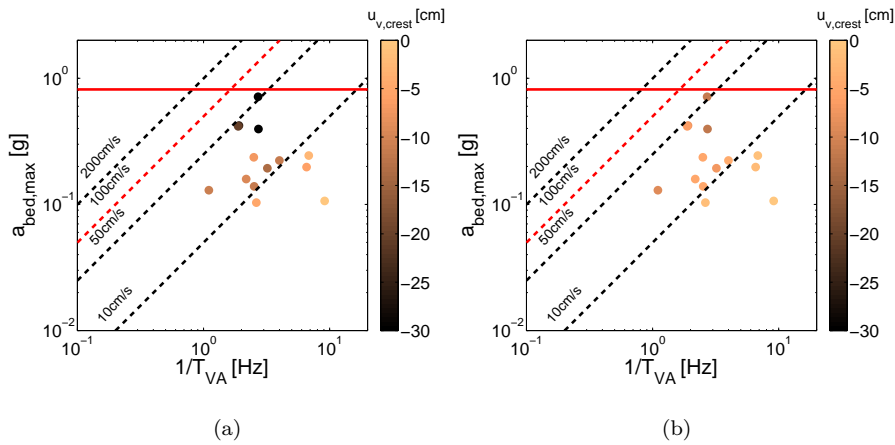 u_{v,crest} [cm]
0
-5
-10
-15
-20
-25
-30
10^0
10^{-1}
10^{-2}
a_{bed,max} [g]
200cm/s
100cm/s
50cm/s
10cm/s
10^{-1} 10^0 10^1
1/T_{VA} [Hz]
(a)
u_{v,crest} [cm]
0
-5
-10
-15
-20
-25
-30
10^0
10^{-1}
10^{-2}
a_{bed,max} [g]
200cm/s
100cm/s
50cm/s
10cm/s
10^{-1} 10^0 10^1
1/T_{VA} [Hz]
(b)